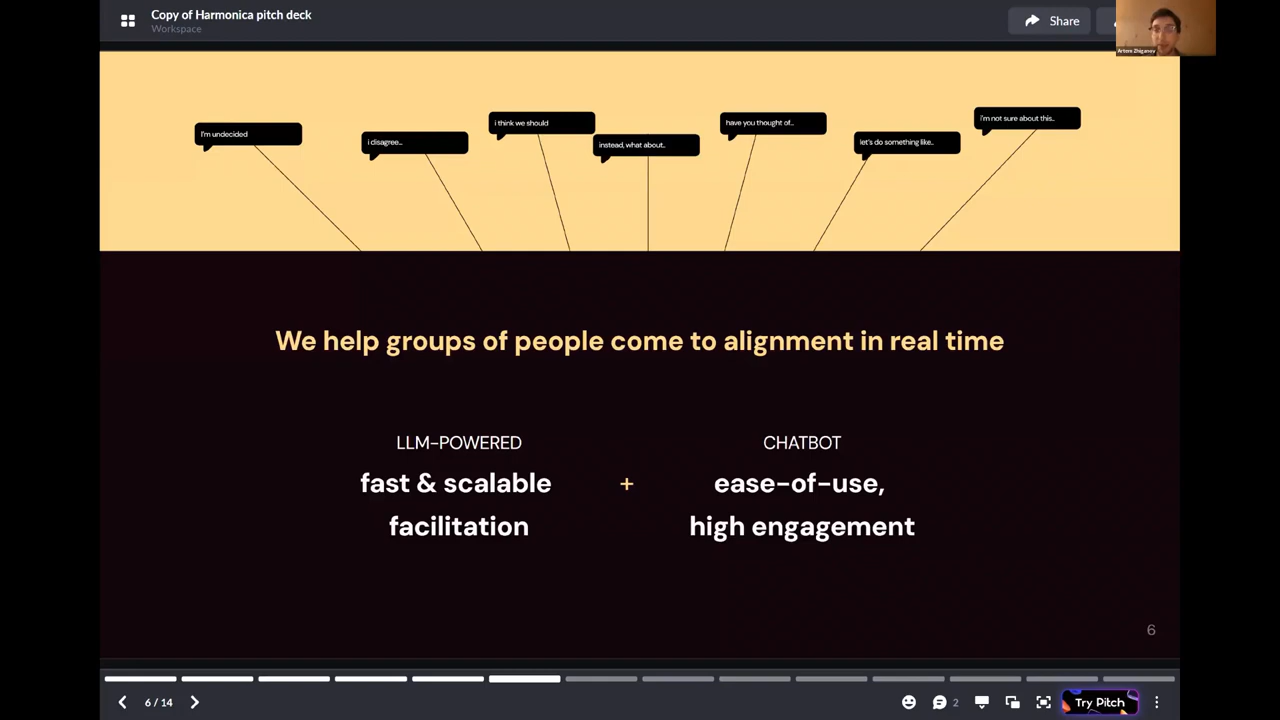 Copy of Harmonica pitch deck
Workspace
Share
Artem Zhiganov
I'm undecided
i disagree...
i think we should
instead, what about..
have you thought of...
let's do something like..
i'm not sure about this..
We help groups of people come to alignment in real time
LLM-POWERED
fast & scalable
facilitation
+
CHATBOT
ease-of-use,
high engagement
6
6 / 14
2
Try Pitch